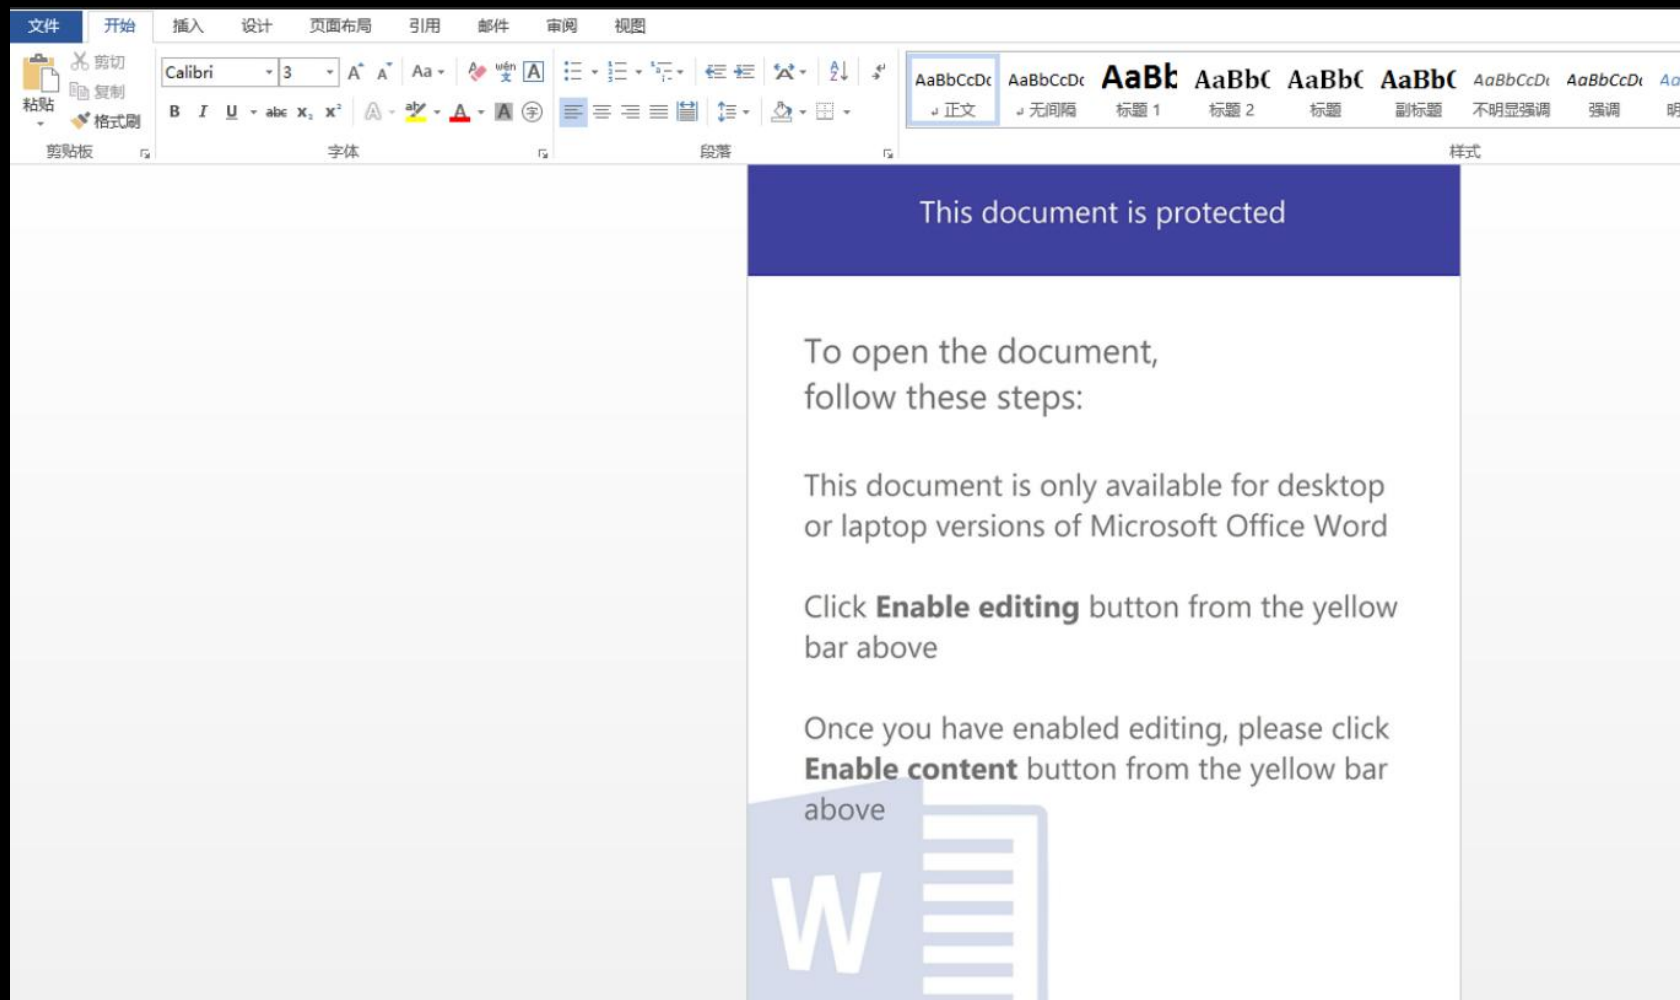 文件 开始 插入 设计 页面布局 引用 邮件 审阅 视图
剪切
复制
粘贴
格式刷
Calibri 3 A A Aa wén 文 A
B I U abc x₂ x² A aby A A 字
AaBbCcDc AaBbCcDc AaBb AaBbC AaBbC AaBbC AaBbCcDc AaBbCcDc Aa
正文 无间隔 标题 1 标题 2 标题 副标题 不明显强调 强调 明
剪贴板 字体 段落 样式
This document is protected
To open the document,
follow these steps:
This document is only available for desktop
or laptop versions of Microsoft Office Word
Click Enable editing button from the yellow
bar above
Once you have enabled editing, please click
Enable content button from the yellow bar
above
W